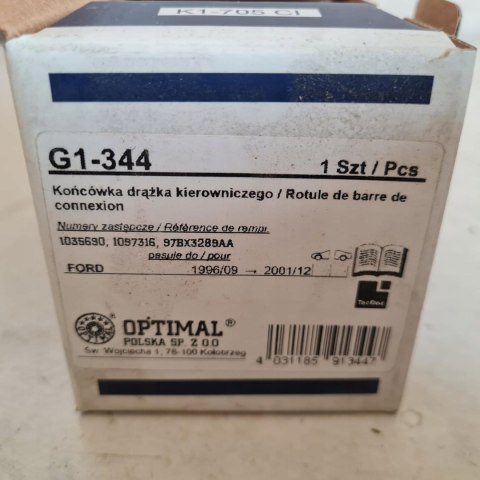 K1-705 CI
G1-344
1 Szt / Pcs
Końcówka drążka kierowniczego / Rotule de barre de
connexion
Numery zastępcze / Référence de rempl.
1035690, 1097316, 97BX3289AA
pasuje do / pour
FORD 1996/09 → 2001/12
TecDoc
OPTIMAL®
POLSKA SP. Z O.O
Św. Wojciecha 1, 78-100 Kołobrzeg
4 031185 913447